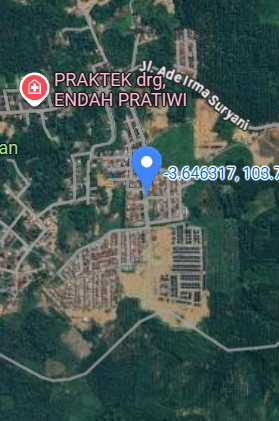 Jl. Ade Irma Suryani
PRAKTEK drg,
ENDAH PRATIWI
an
-3.646317, 103.7